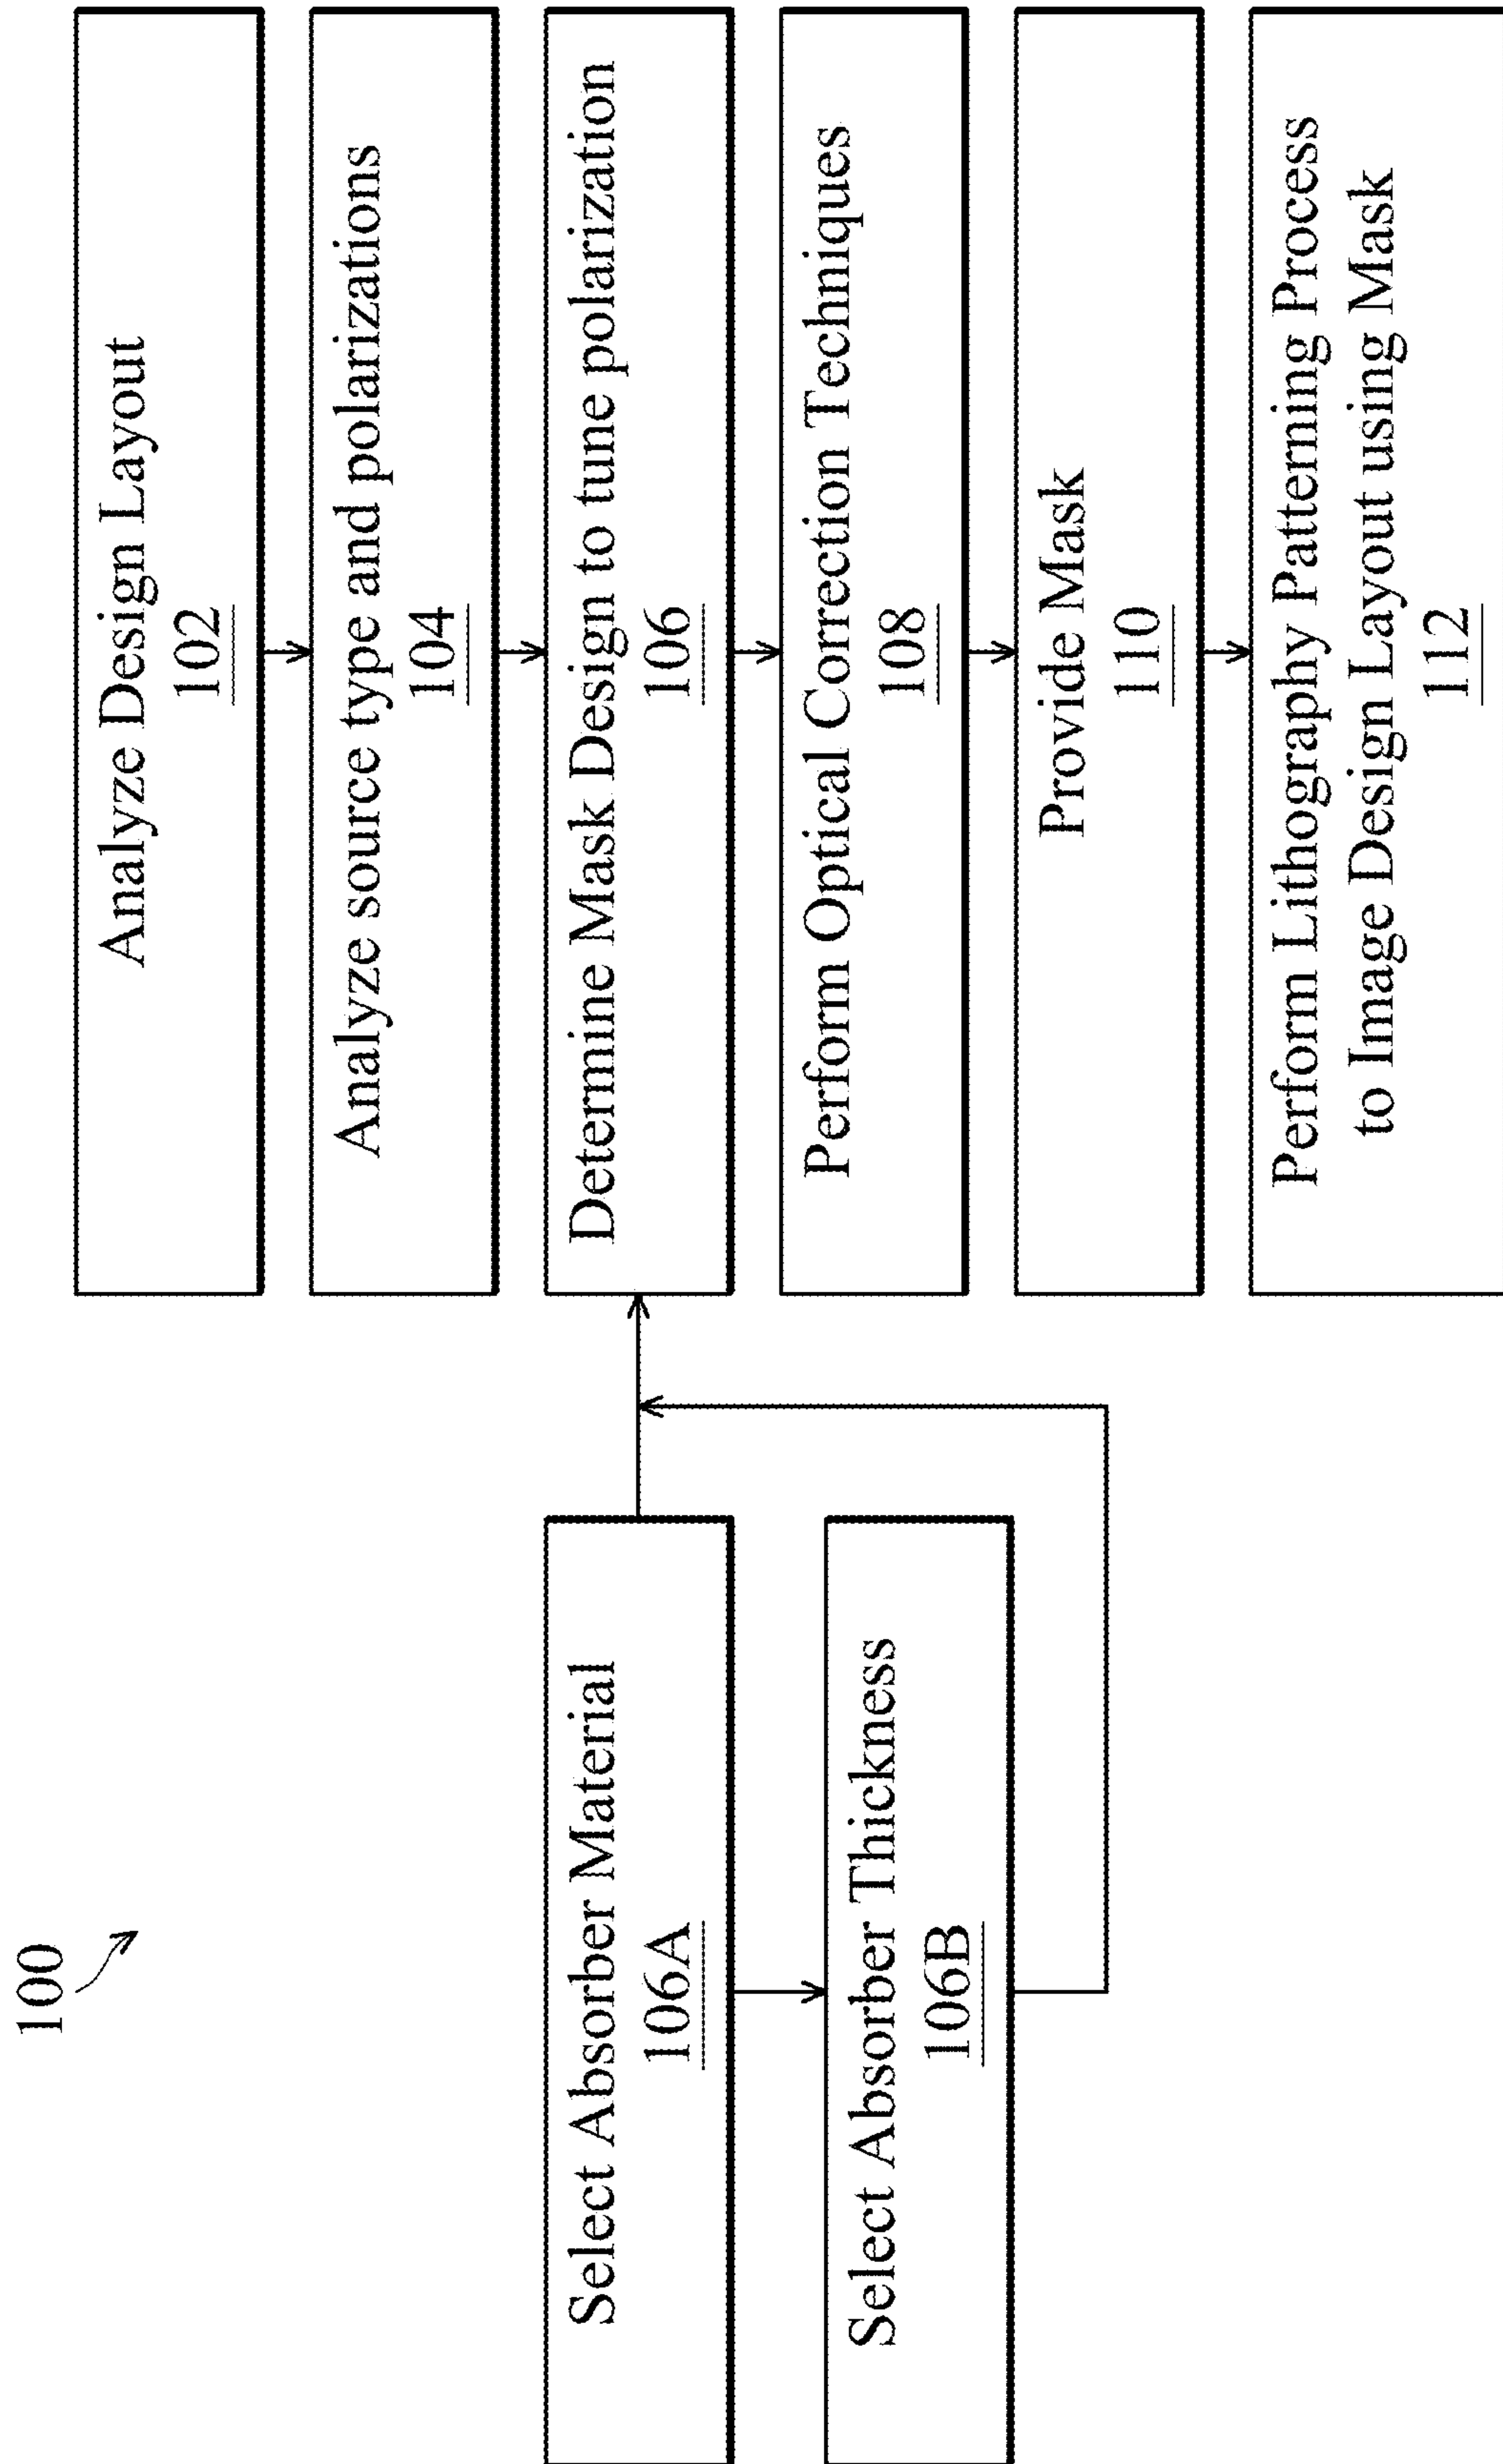 100
Analyze Design Layout
102
Analyze source type and polarizations
104
Select Absorber Material
106A
Determine Mask Design to tune polarization
106
Select Absorber Thickness
106B
Perform Optical Correction Techniques
108
Provide Mask
110
Perform Lithography Patterning Process
to Image Design Layout using Mask
112